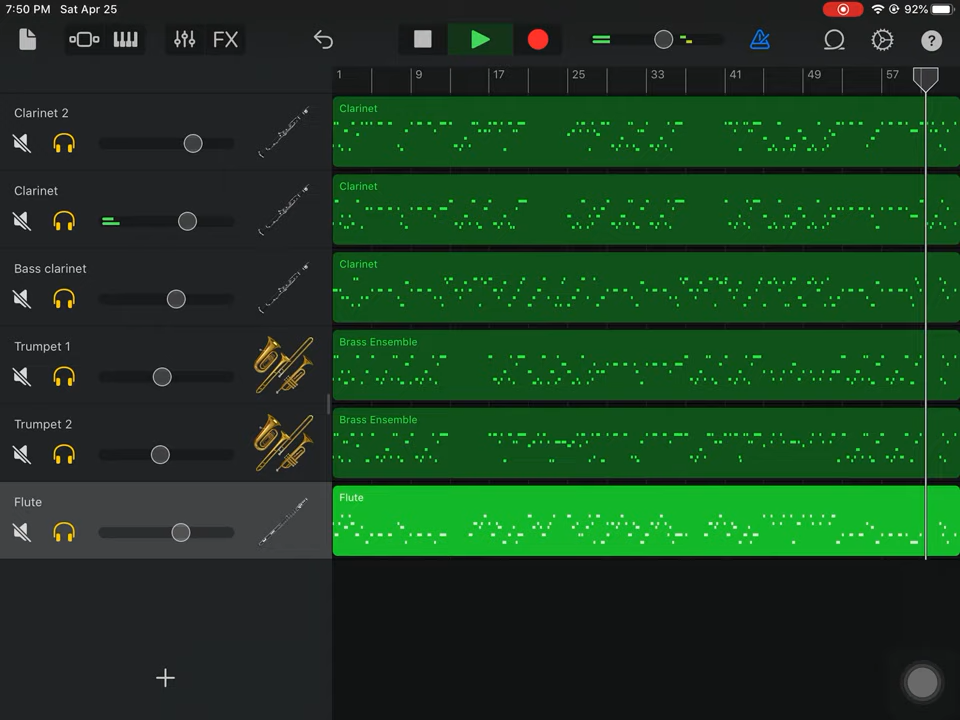 7:50 PM Sat Apr 25 92%
FX ?
1 9 17 25 33 41 49 57
Clarinet 2 Clarinet
Clarinet Clarinet
Bass clarinet Clarinet
Trumpet 1 Brass Ensemble
Trumpet 2 Brass Ensemble
Flute Flute